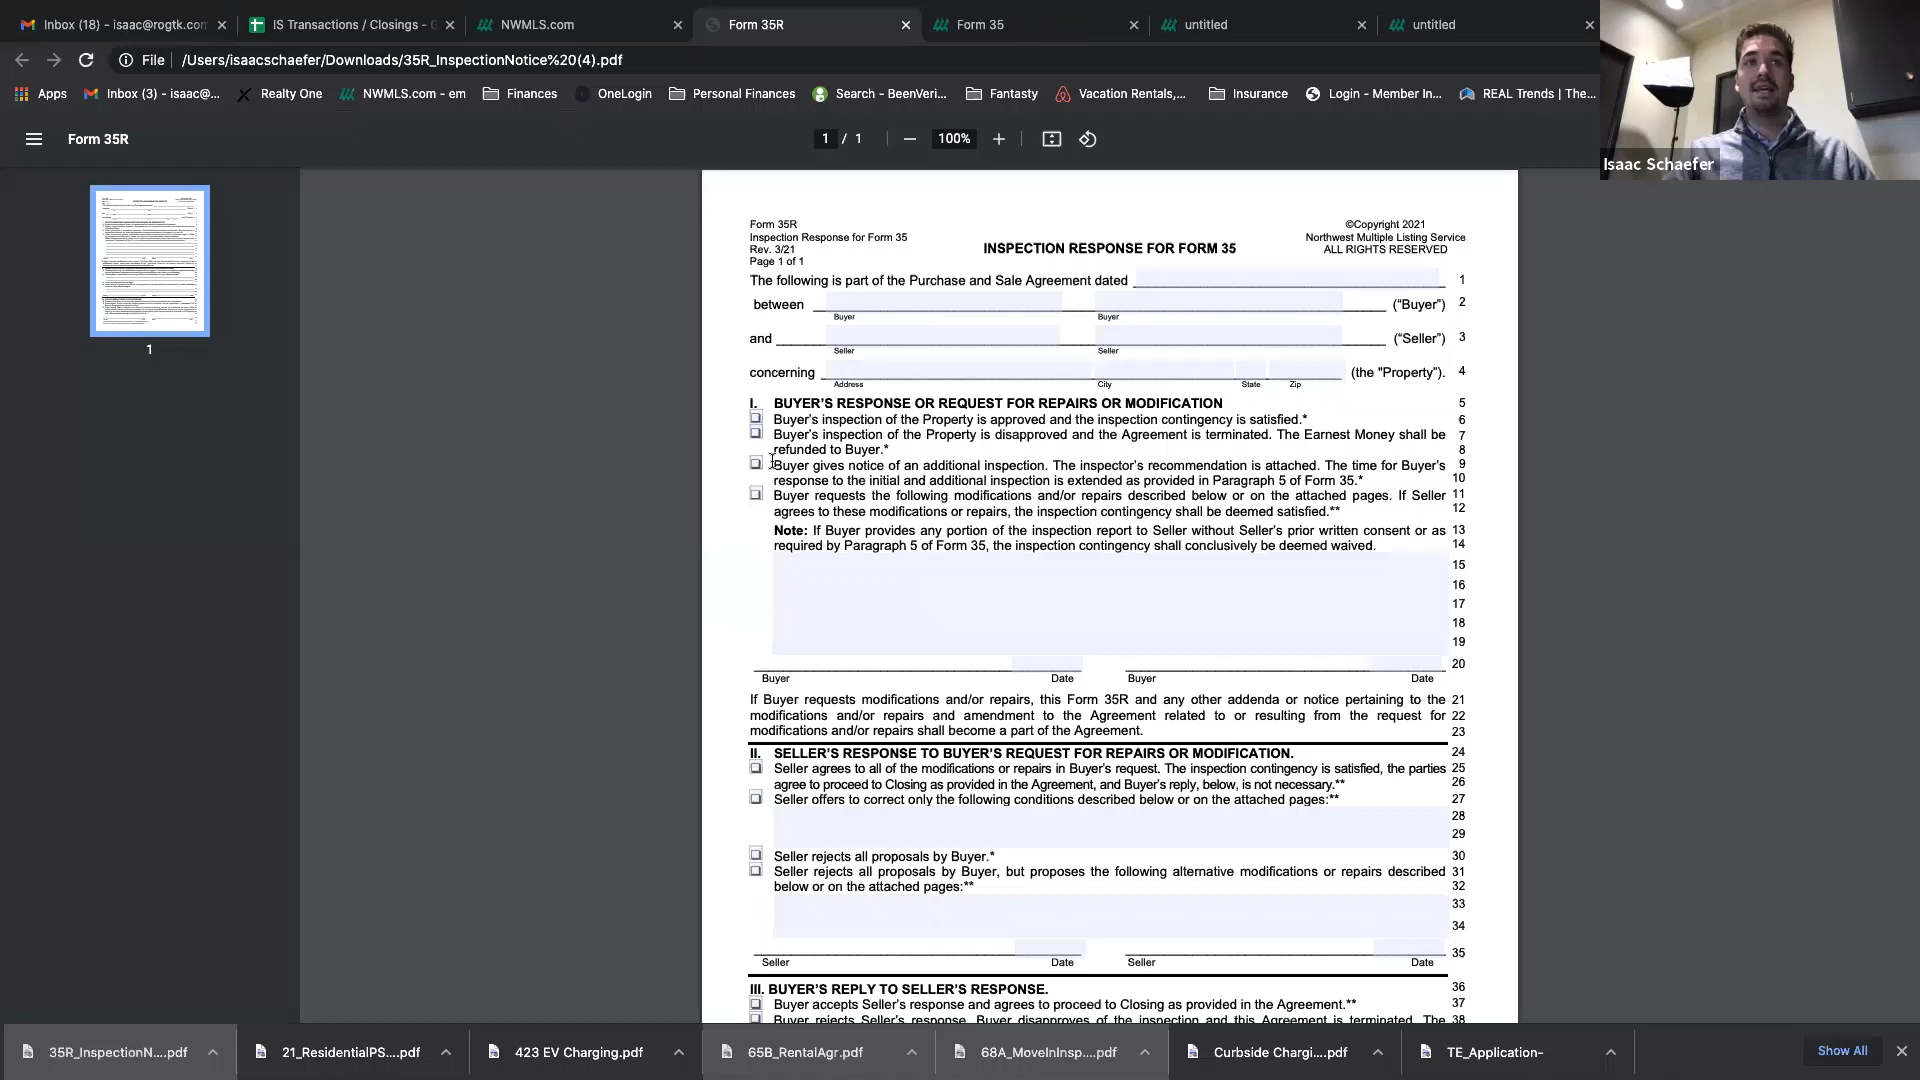 Inbox (18) - isaac@rogtk.com
IS Transactions / Closings - G
NWMLS.com
Form 35R
Form 35
untitled
untitled
File
/Users/isaacschaefer/Downloads/35R_InspectionNotice%20(4).pdf
Apps
Inbox (3) - isaac@...
Realty One
NWMLS.com - em
Finances
OneLogin
Personal Finances
Search - BeenVeri...
Fantasty
Vacation Rentals,...
Insurance
Login - Member In...
REAL Trends | The...
Isaac Schaefer
Form 35R
1 / 1
100%
1
Form 35R
Inspection Response for Form 35
Rev. 3/21
Page 1 of 1
INSPECTION RESPONSE FOR FORM 35
©Copyright 2021
Northwest Multiple Listing Service
ALL RIGHTS RESERVED
The following is part of the Purchase and Sale Agreement dated 1
between ("Buyer") 2
Buyer Buyer
and ("Seller") 3
Seller Seller
concerning (the "Property"). 4
Address City State Zip
I. BUYER'S RESPONSE OR REQUEST FOR REPAIRS OR MODIFICATION 5
Buyer's inspection of the Property is approved and the inspection contingency is satisfied.* 6
Buyer's inspection of the Property is disapproved and the Agreement is terminated. The Earnest Money shall be 7
refunded to Buyer.* 8
Buyer gives notice of an additional inspection. The inspector's recommendation is attached. The time for Buyer's 9
response to the initial and additional inspection is extended as provided in Paragraph 5 of Form 35.* 10
Buyer requests the following modifications and/or repairs described below or on the attached pages. If Seller 11
agrees to these modifications or repairs, the inspection contingency shall be deemed satisfied.** 12
Note: If Buyer provides any portion of the inspection report to Seller without Seller's prior written consent or as 13
required by Paragraph 5 of Form 35, the inspection contingency shall conclusively be deemed waived. 14
15
16
17
18
19
20
Buyer Date Buyer Date
If Buyer requests modifications and/or repairs, this Form 35R and any other addenda or notice pertaining to the 21
modifications and/or repairs and amendment to the Agreement related to or resulting from the request for 22
modifications and/or repairs shall become a part of the Agreement. 23
II. SELLER'S RESPONSE TO BUYER'S REQUEST FOR REPAIRS OR MODIFICATION. 24
Seller agrees to all of the modifications or repairs in Buyer's request. The inspection contingency is satisfied, the parties 25
agree to proceed to Closing as provided in the Agreement, and Buyer's reply, below, is not necessary.** 26
Seller offers to correct only the following conditions described below or on the attached pages:** 27
28
29
Seller rejects all proposals by Buyer.* 30
Seller rejects all proposals by Buyer, but proposes the following alternative modifications or repairs described 31
below or on the attached pages:** 32
33
34
35
Seller Date Seller Date
III. BUYER'S REPLY TO SELLER'S RESPONSE. 36
Buyer accepts Seller's response and agrees to proceed to Closing as provided in the Agreement.** 37
Buyer rejects Seller's response. Buyer disapproves of the inspection and this Agreement is terminated. The 38
35R_InspectionN....pdf
21_ResidentialPS....pdf
423 EV Charging.pdf
65B_RentalAgr.pdf
68A_MoveInInsp....pdf
Curbside Chargi....pdf
TE_Application-
Show All